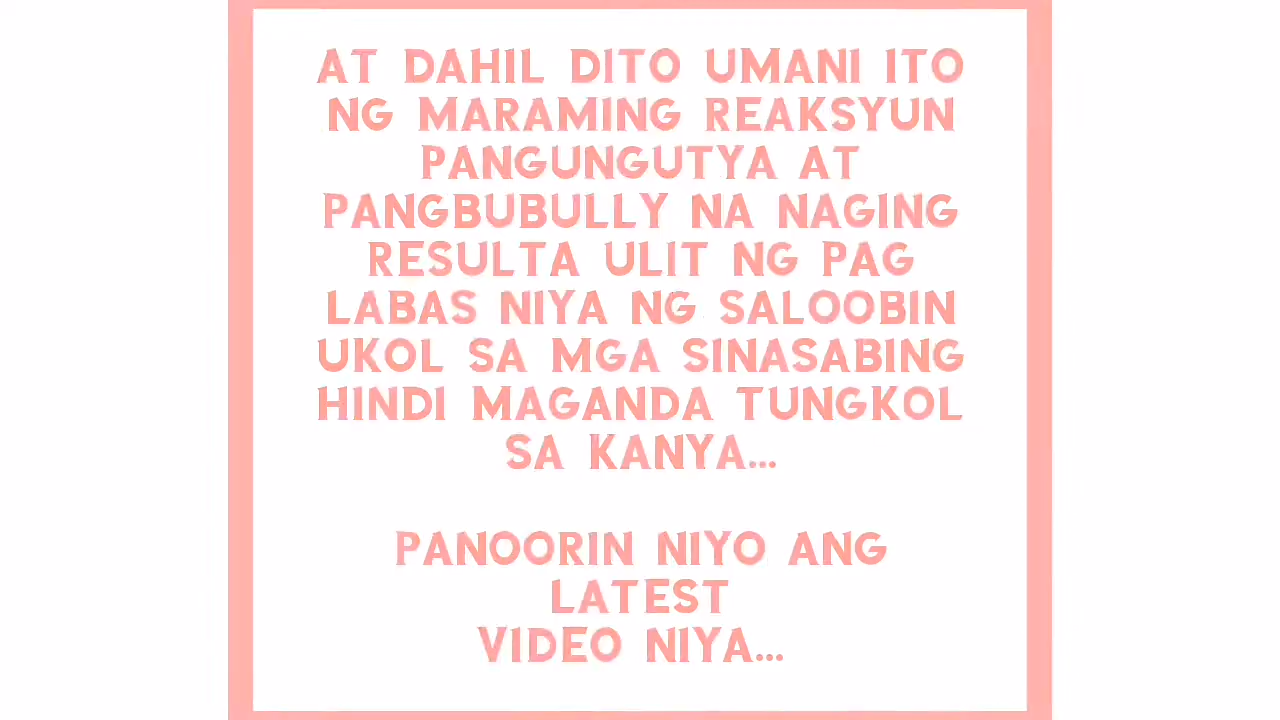 AT DAHIL DITO UMANI ITO
NG MARAMING REAKSYUN
PANGUNGUTYA AT
PANGBUBULLY NA NAGING
RESULTA ULIT NG PAG
LABAS NIYA NG SALOOBIN
UKOL SA MGA SINASABING
HINDI MAGANDA TUNGKOL
SA KANYA...
PANOORIN NIYO ANG
LATEST
VIDEO NIYA...